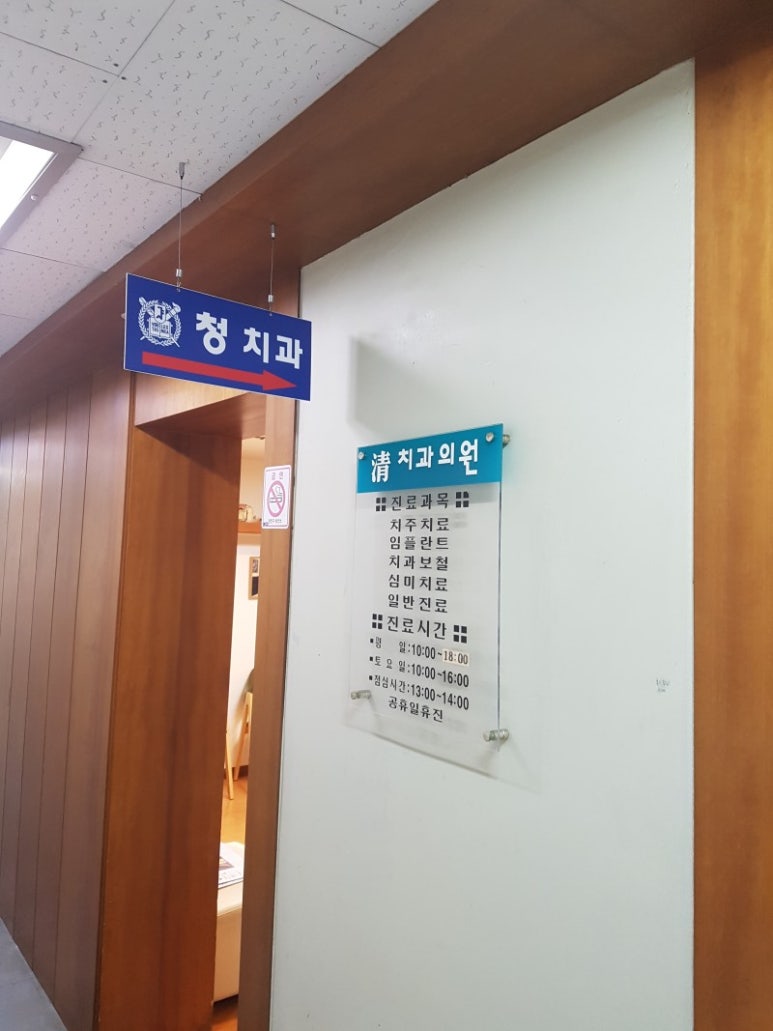 청 치과
금연
淸 치과의원
진료과목
치주치료
임플란트
치과보철
심미치료
일반진료
진료시간
평 일:10:00~18:00
토요일:10:00~16:00
점심시간:13:00~14:00
공휴일휴진